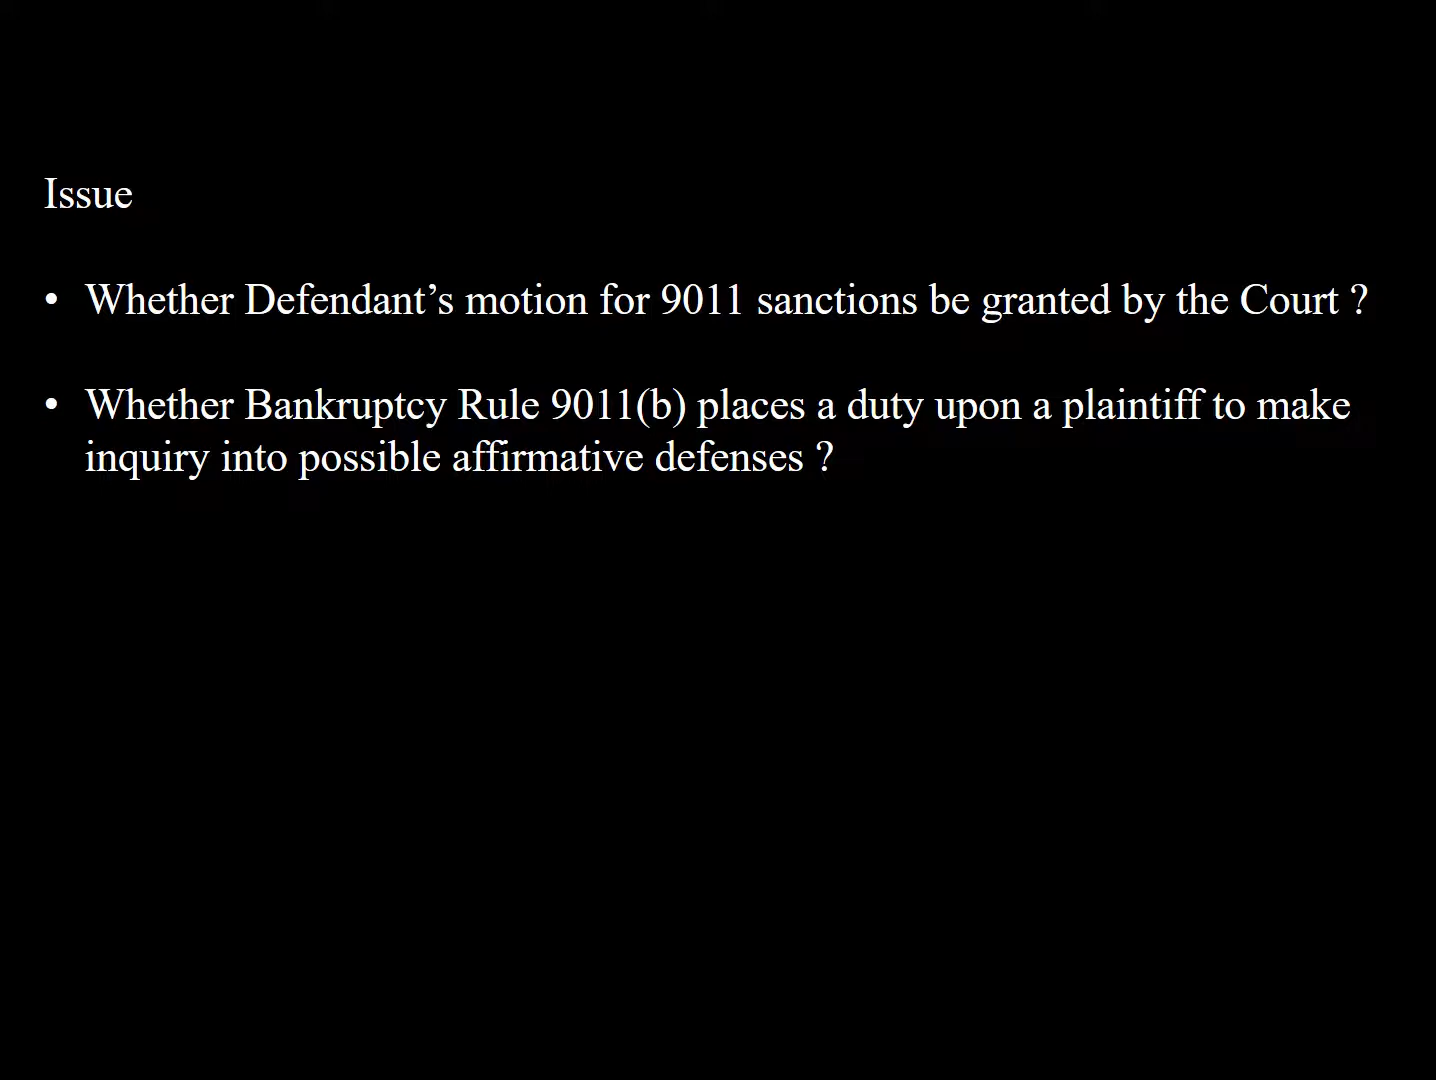 Issue
• Whether Defendant’s motion for 9011 sanctions be granted by the Court ?
• Whether Bankruptcy Rule 9011(b) places a duty upon a plaintiff to make
inquiry into possible affirmative defenses ?